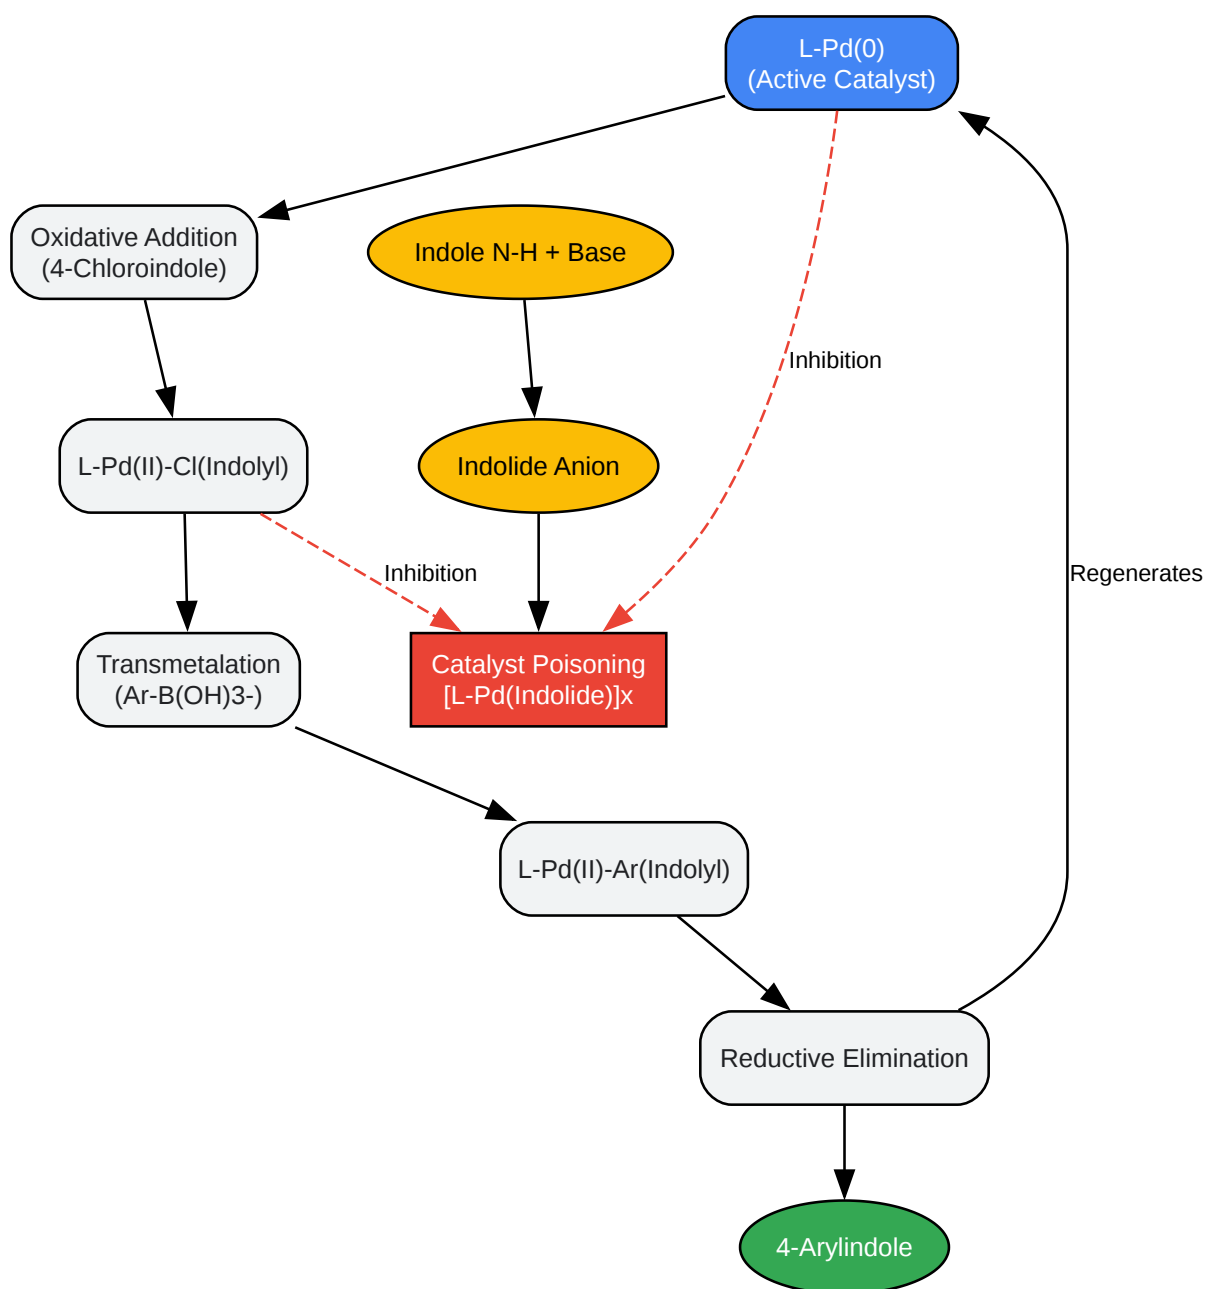 L-Pd(0)
(Active Catalyst)
Oxidative Addition
(4-Chloroindole)
Indole N-H + Base
Inhibition
L-Pd(II)-Cl(Indolyl)
Indolide Anion
Inhibition
Regenerates
Transmetalation
(Ar-B(OH)3-)
Catalyst Poisoning
[L-Pd(Indolide)]x
L-Pd(II)-Ar(Indolyl)
Reductive Elimination
4-Arylindole